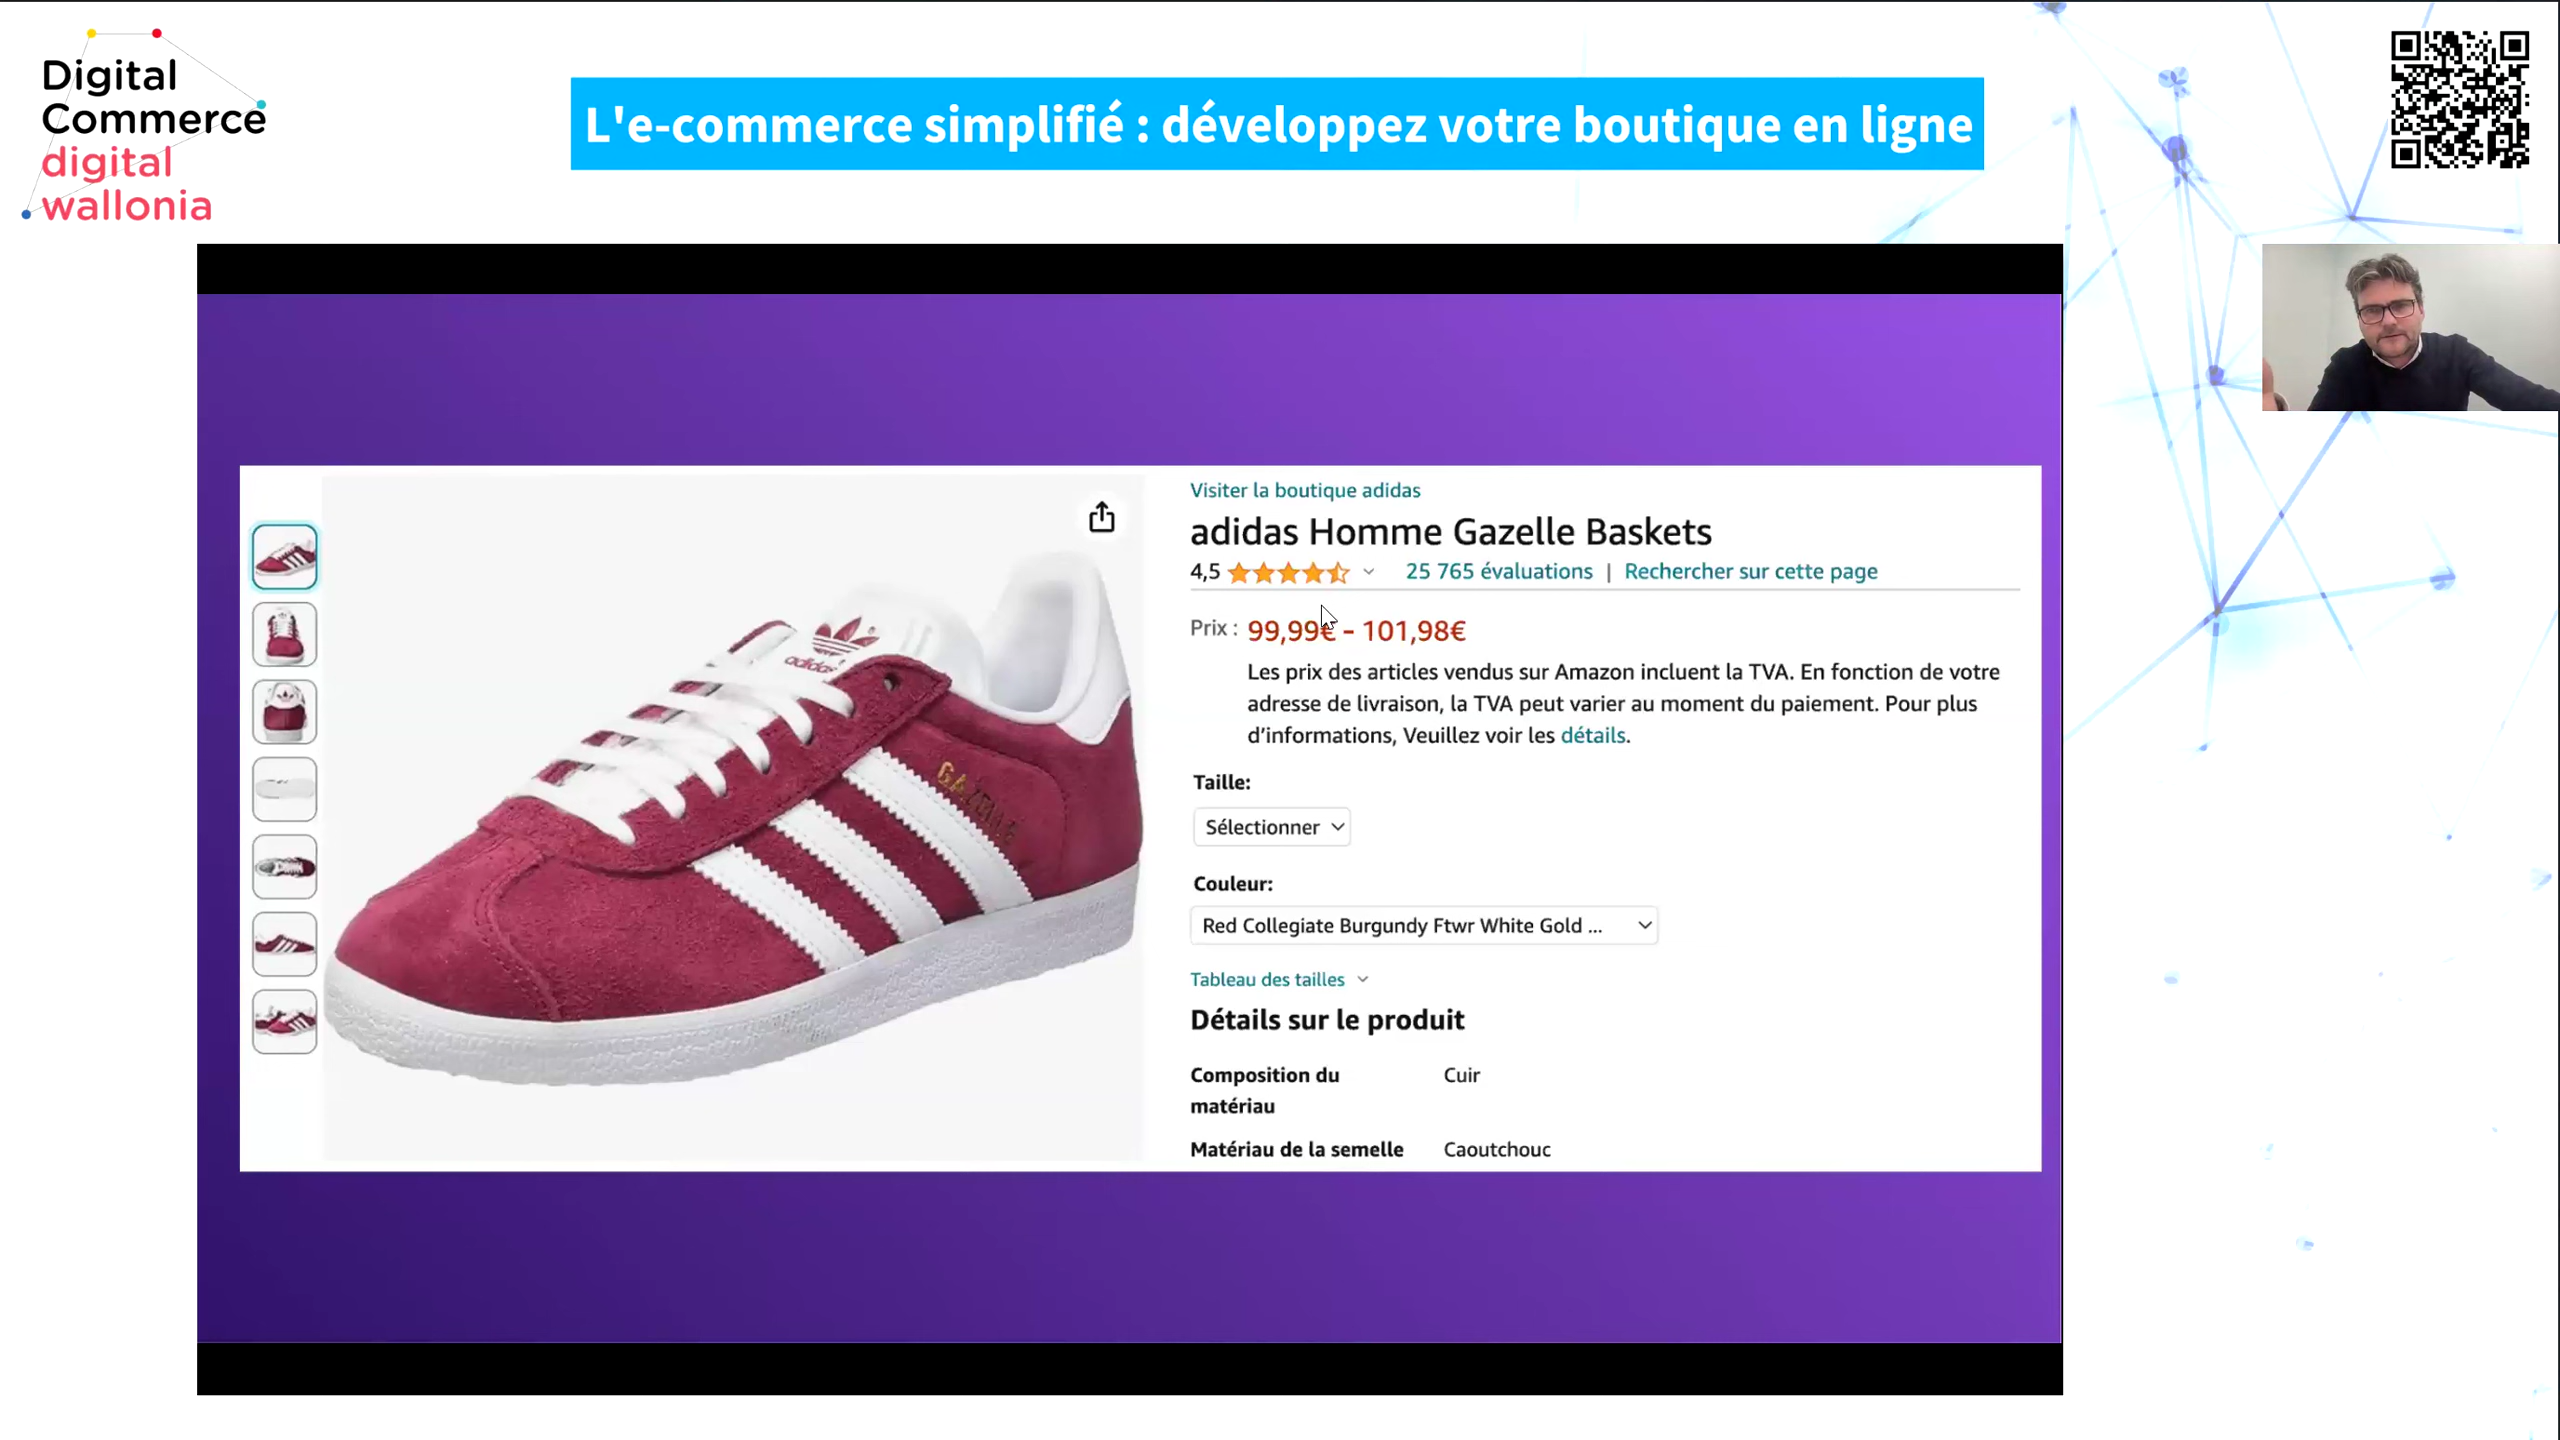 Digital
Commerce
digital
wallonia
L'e-commerce simplifié : développez votre boutique en ligne
Visiter la boutique adidas
adidas Homme Gazelle Baskets
4,5
25 765 évaluations | Rechercher sur cette page
Prix : 99,99€ - 101,98€
Les prix des articles vendus sur Amazon incluent la TVA. En fonction de votre
adresse de livraison, la TVA peut varier au moment du paiement. Pour plus
d’informations, Veuillez voir les détails.
Taille:
Sélectionner
Couleur:
Red Collegiate Burgundy Ftwr White Gold ...
Tableau des tailles
Détails sur le produit
Composition du
matériau
Cuir
Matériau de la semelle
Caoutchouc
adidas
GAZELLE